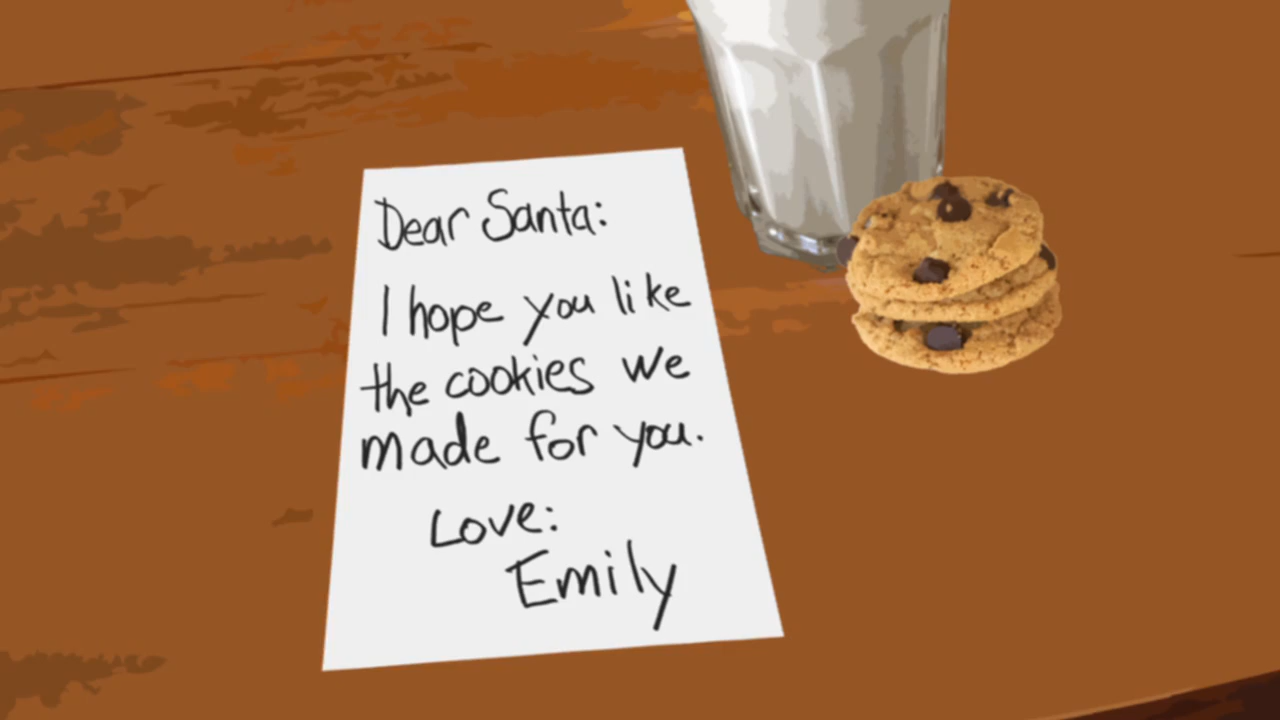 Dear Santa:
I hope you like
the cookies we
made for you.
Love:
Emily